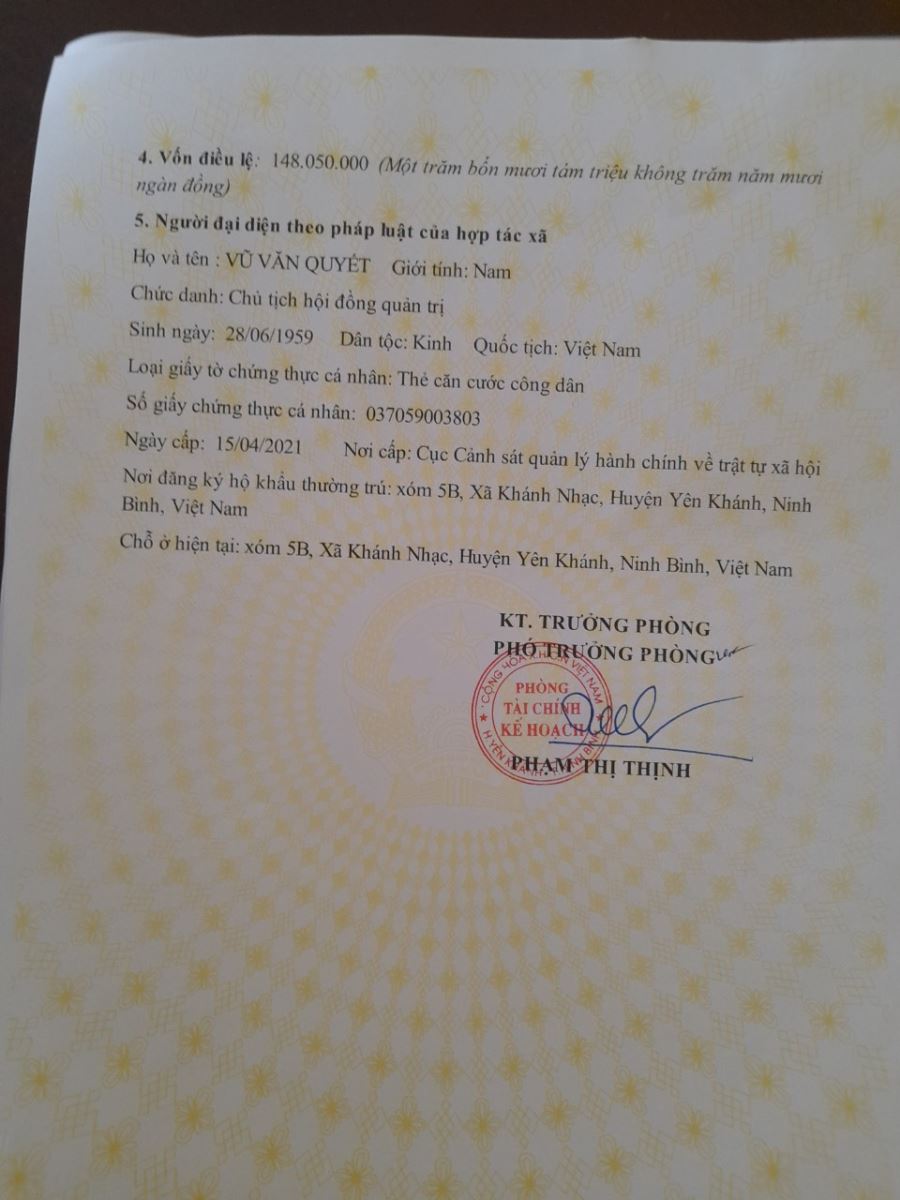 4. Vốn điều lệ: 148.050.000 (Một trăm bốn mươi tám triệu không trăm năm mươi
ngàn đồng)
5. Người đại diện theo pháp luật của hợp tác xã
Họ và tên : VŨ VĂN QUYẾT Giới tính: Nam
Chức danh: Chủ tịch hội đồng quản trị
Sinh ngày: 28/06/1959 Dân tộc: Kinh Quốc tịch: Việt Nam
Loại giấy tờ chứng thực cá nhân: Thẻ căn cước công dân
Số giấy chứng thực cá nhân: 037059003803
Ngày cấp: 15/04/2021 Nơi cấp: Cục Cảnh sát quản lý hành chính về trật tự xã hội
Nơi đăng ký hộ khẩu thường trú: xóm 5B, Xã Khánh Nhạc, Huyện Yên Khánh, Ninh
Bình, Việt Nam
Chỗ ở hiện tại: xóm 5B, Xã Khánh Nhạc, Huyện Yên Khánh, Ninh Bình, Việt Nam
KT. TRƯỞNG PHÒNG
PHÓ TRƯỞNG PHÒNG
CỘNG HÒA X.H.C.N VIỆT NAM
PHÒNG
TÀI CHÍNH
KẾ HOẠCH
PHẠM THỊ THỊNH